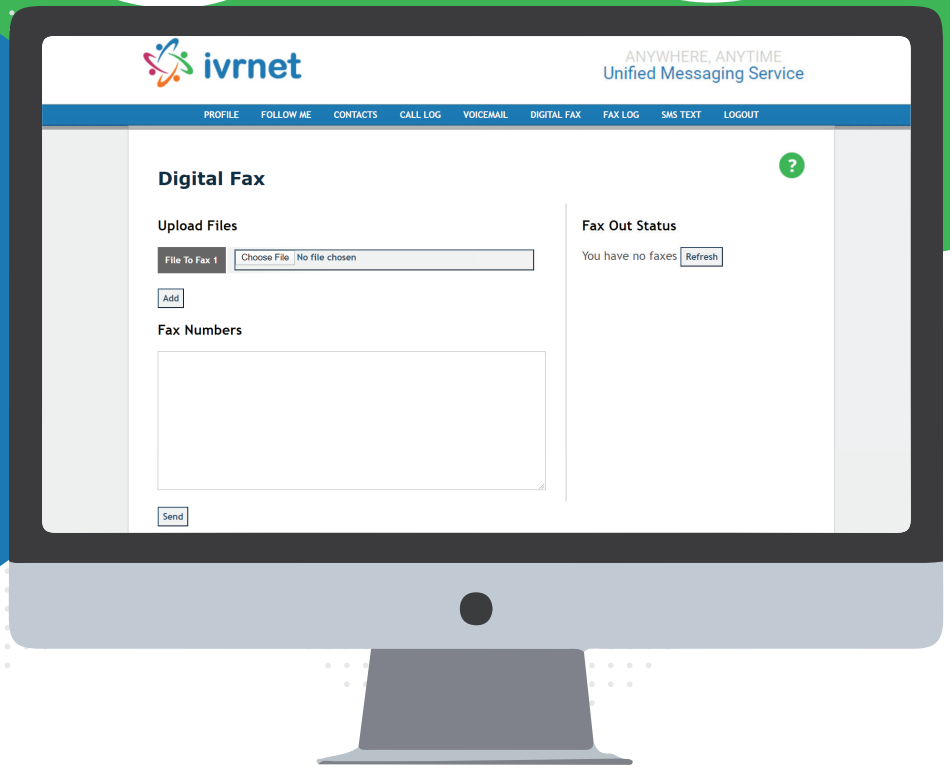 ivrnet
ANYWHERE, ANYTIME
Unified Messaging Service
PROFILE FOLLOW ME CONTACTS CALL LOG VOICEMAIL DIGITAL FAX FAX LOG SMS TEXT LOGOUT
?
Digital Fax
Upload Files
File To Fax 1 Choose File No file chosen
Add
Fax Numbers
Send
Fax Out Status
You have no faxes Refresh